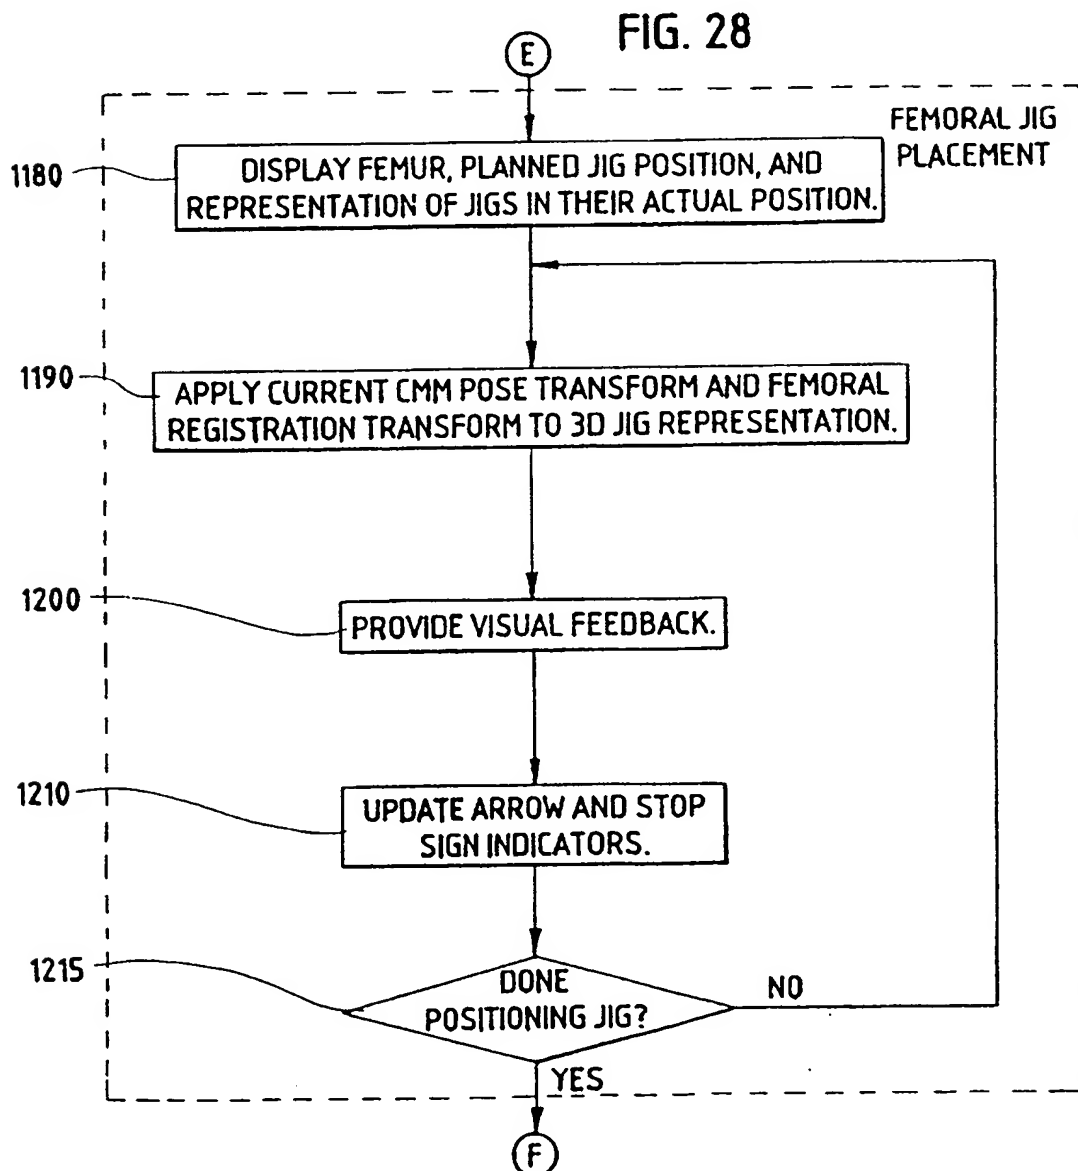 FIG. 28
E
FEMORAL JIG
PLACEMENT
1180
DISPLAY FEMUR, PLANNED JIG POSITION, AND
REPRESENTATION OF JIGS IN THEIR ACTUAL POSITION.
1190
APPLY CURRENT CMM POSE TRANSFORM AND FEMORAL
REGISTRATION TRANSFORM TO 3D JIG REPRESENTATION.
1200
PROVIDE VISUAL FEEDBACK.
1210
UPDATE ARROW AND STOP
SIGN INDICATORS.
1215
DONE
POSITIONING JIG?
NO
YES
F